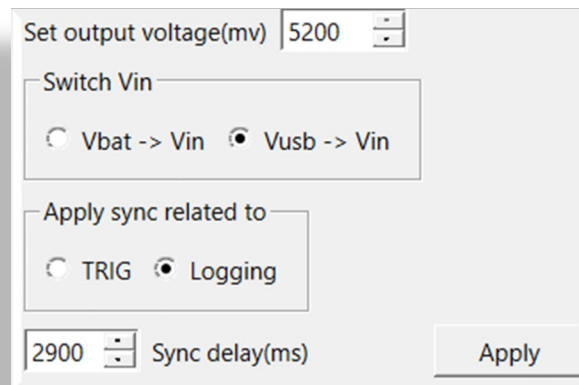 Set output voltage(mv) 5200
Switch Vin
Vbat -> Vin Vusb -> Vin
Apply sync related to
TRIG Logging
2900 Sync delay(ms) Apply